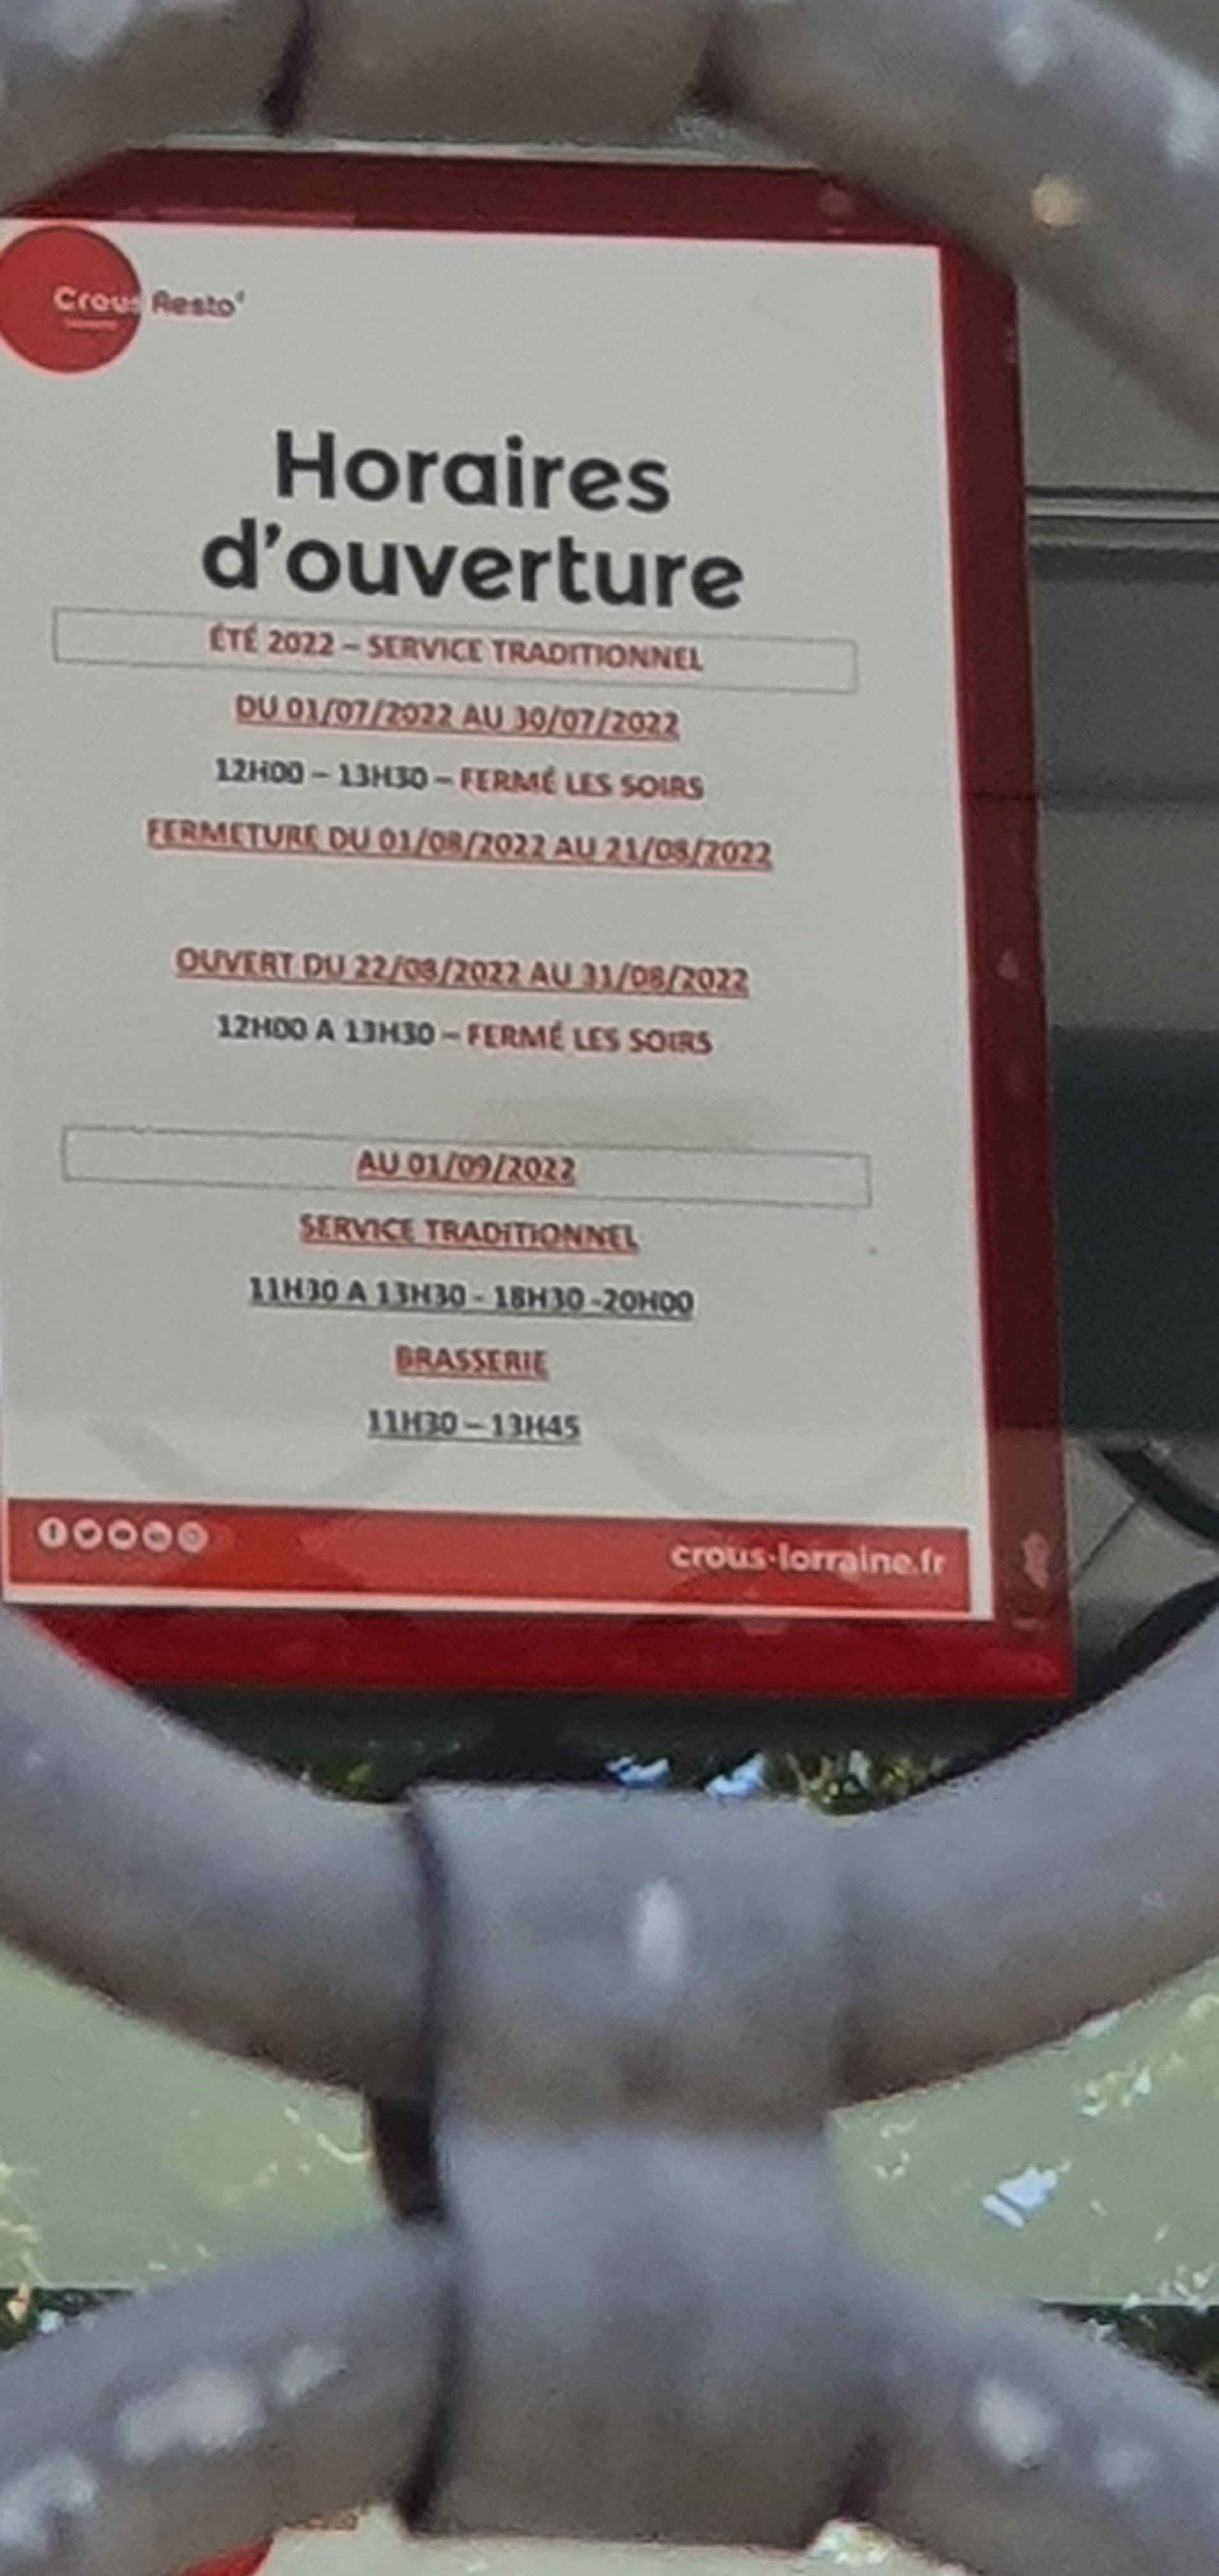 Crous Resto'
Horaires
d'ouverture
ÉTÉ 2022 – SERVICE TRADITIONNEL
DU 01/07/2022 AU 30/07/2022
12H00 – 13H30 – FERMÉ LES SOIRS
FERMETURE DU 01/08/2022 AU 21/08/2022
OUVERT DU 22/08/2022 AU 31/08/2022
12H00 A 13H30 – FERMÉ LES SOIRS
AU 01/09/2022
SERVICE TRADITIONNEL
11H30 A 13H30 - 18H30 -20H00
BRASSERIE
11H30 – 13H45
crous-lorraine.fr